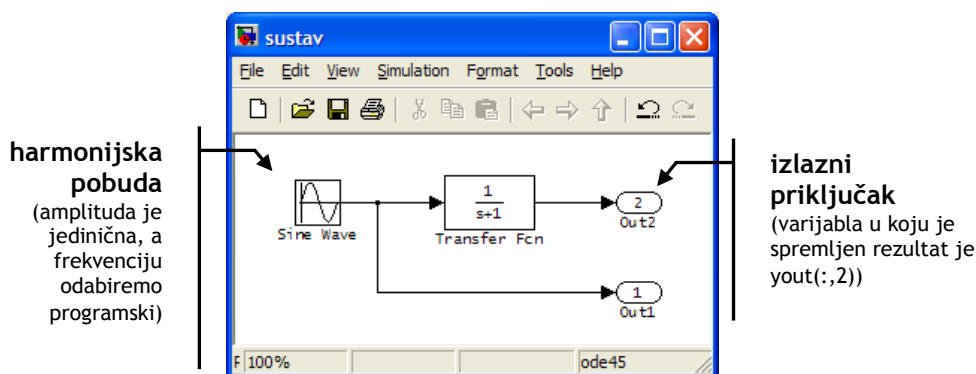 sustav
File Edit View Simulation Format Tools Help
harmonijska
pobuda
(amplituda je
jedinična, a
frekvenciju
odabiremo
programski)
Sine Wave
1
s+1
Transfer Fcn
2
Out2
1
Out1
izlazni
priključak
(varijabla u koju je
spremljen rezultat je
yout(:,2))
F 100%
ode45